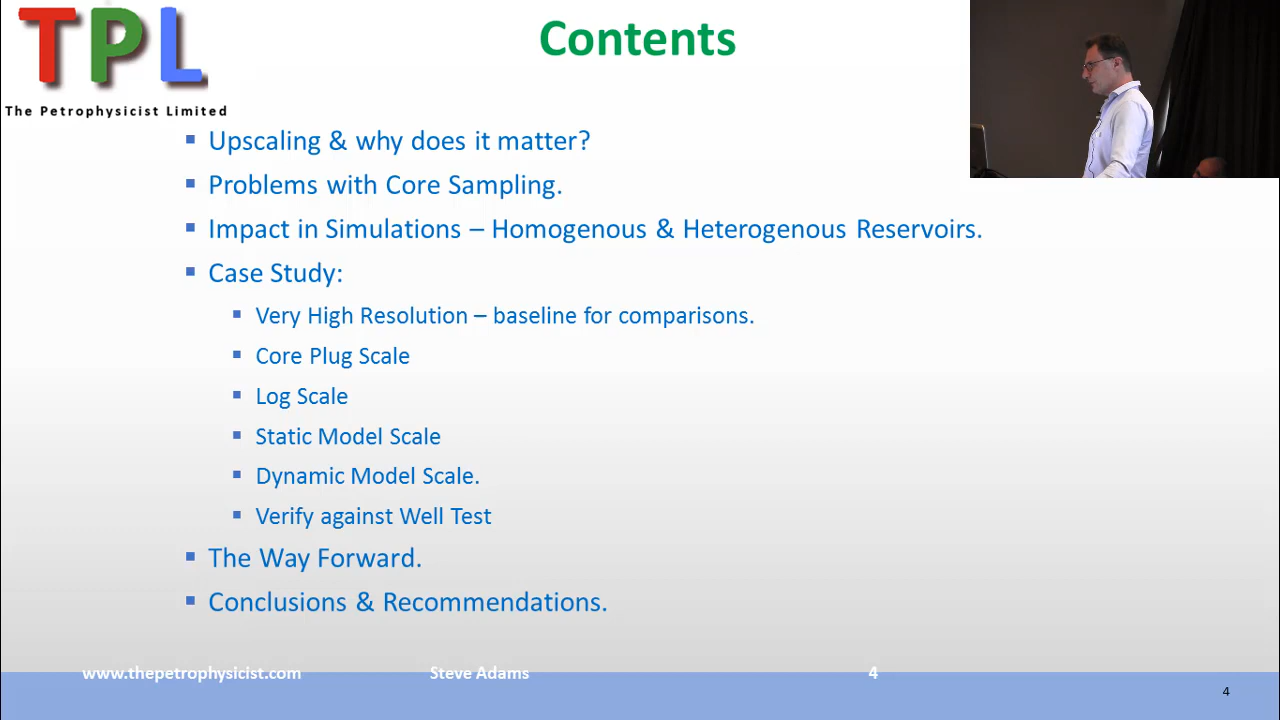 TPL
The Petrophysicist Limited
Contents
Upscaling & why does it matter?
Problems with Core Sampling.
Impact in Simulations – Homogenous & Heterogenous Reservoirs.
Case Study:
Very High Resolution – baseline for comparisons.
Core Plug Scale
Log Scale
Static Model Scale
Dynamic Model Scale.
Verify against Well Test
The Way Forward.
Conclusions & Recommendations.
www.thepetrophysicist.com Steve Adams 4
4